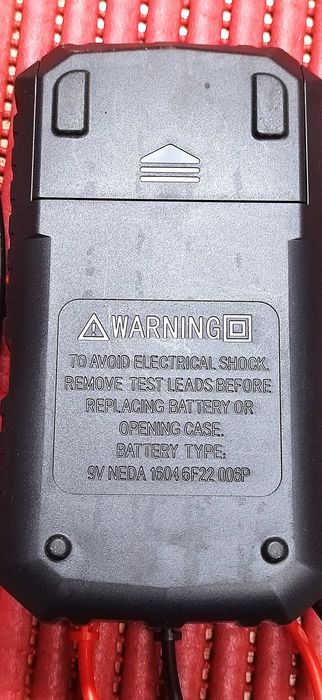 WARNING
TO AVOID ELECTRICAL SHOCK,
REMOVE TEST LEADS BEFORE
REPLACING BATTERY OR
OPENING CASE.
BATTERY TYPE:
9V NEDA 1604 6F22 006P